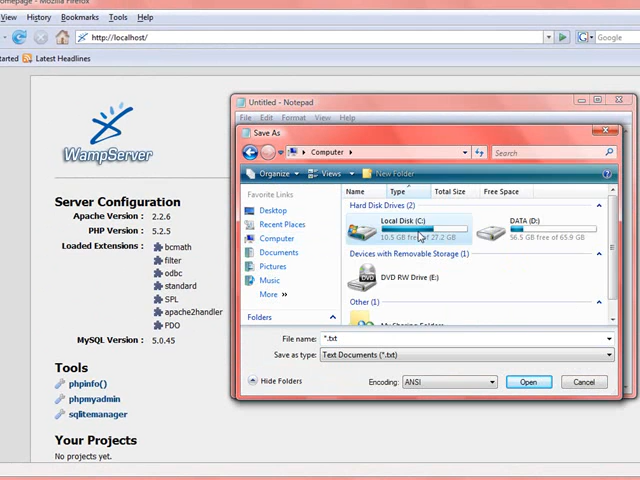 Homepage - Mozilla Firefox
View History Bookmarks Tools Help
http://localhost/
Google
tarted Latest Headlines
WampServer
Server Configuration
Apache Version : 2.2.6
PHP Version : 5.2.5
Loaded Extensions :
bcmath
filter
odbc
standard
SPL
apache2handler
PDO
MySQL Version : 5.0.45
Tools
phpinfo()
phpmyadmin
sqlitemanager
Your Projects
No projects yet.
Untitled - Notepad
File Edit Format View Help
Save As
Computer
Search
Organize Views New Folder
Favorite Links
Desktop
Recent Places
Computer
Documents
Pictures
Music
More »
Folders
Name Type Total Size Free Space
Hard Disk Drives (2)
Local Disk (C:)
10.5 GB free of 27.2 GB
DATA (D:)
56.5 GB free of 65.9 GB
Devices with Removable Storage (1)
DVD RW Drive (E:)
Other (1)
My Sharing Folders
File name: *.txt
Save as type: Text Documents (*.txt)
Hide Folders
Encoding: ANSI
Open
Cancel